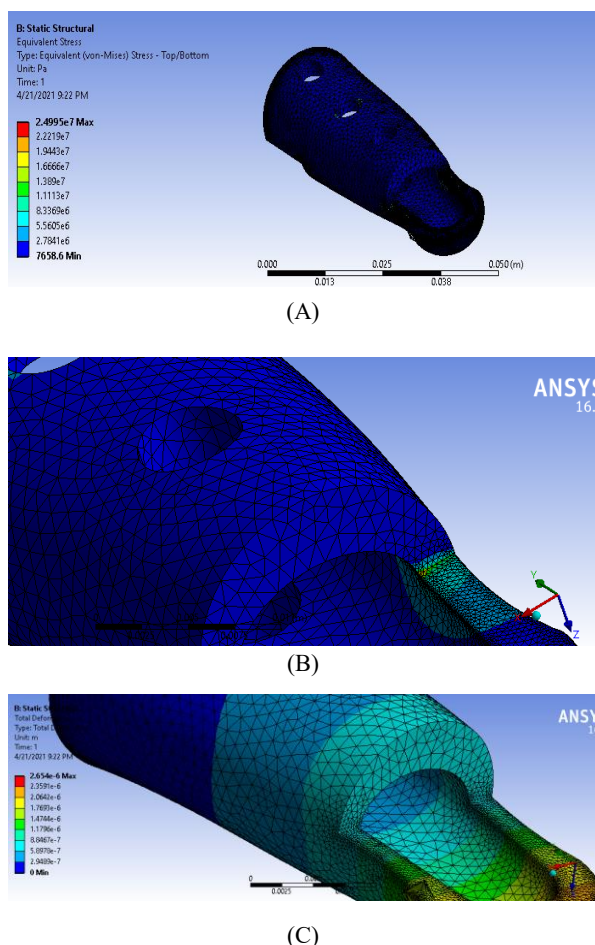 B: Static Structural
Equivalent Stress
Type: Equivalent (von-Mises) Stress - Top/Bottom
Unit: Pa
Time: 1
4/21/2021 9:22 PM
2.4995e7 Max
2.2219e7
1.9443e7
1.6666e7
1.389e7
1.1113e7
8.3369e6
5.5605e6
2.7841e6
7658.6 Min
0.000 0.025 0.050 (m)
0.013 0.038
(A)
ANSYS
16.
Y
Z
(B)
B: Static S
Total Defor
Type: Total D
Unit: m
Time: 1
4/21/2021 9:22 PM
2.654e-6 Max
2.3591e-6
2.0642e-6
1.7693e-6
1.4744e-6
1.1796e-6
8.8467e-7
5.8978e-7
2.9489e-7
0 Min
ANSY
0
0.0025
(C)